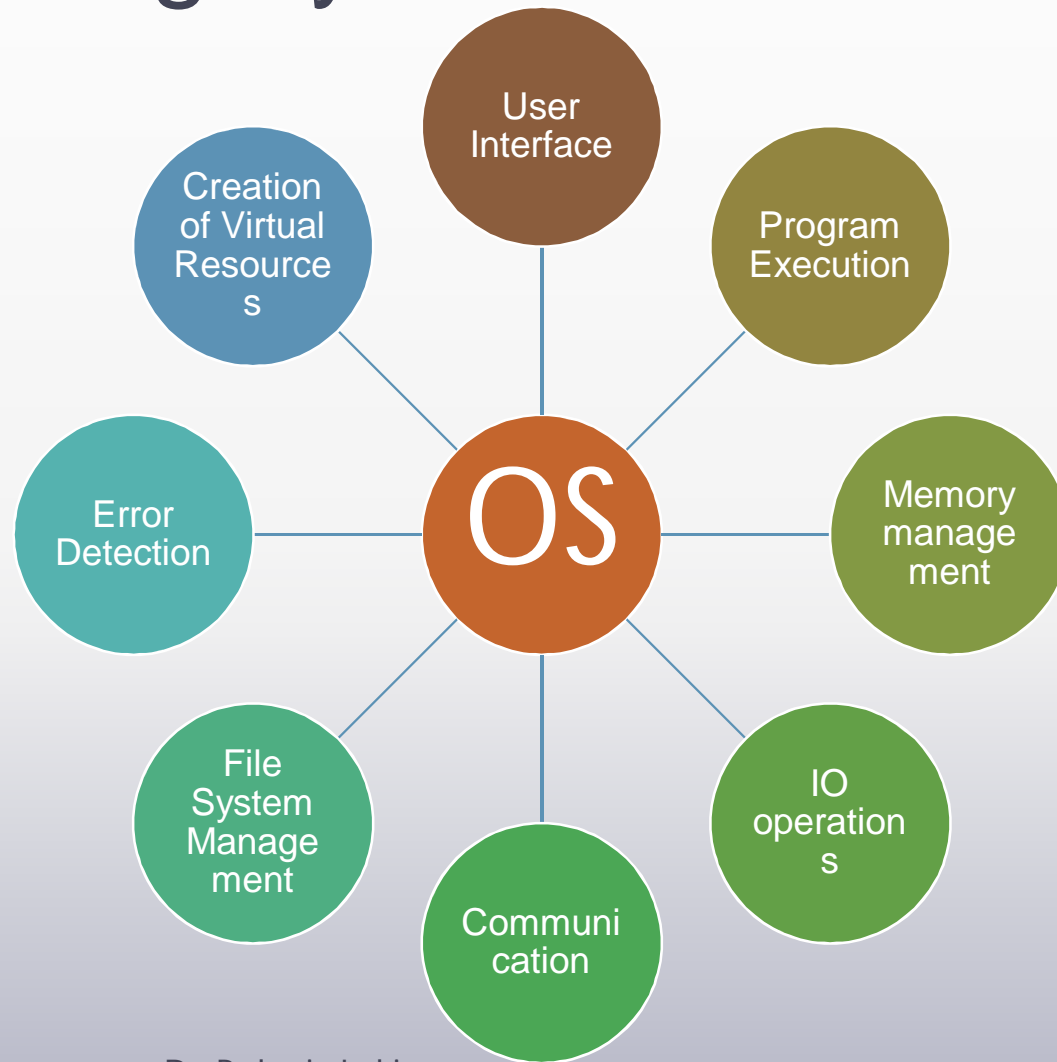 User
Interface
Creation
of Virtual
Resource
s
Program
Execution
OS
Error
Detection
Memory
manage
ment
File
System
Manage
ment
IO
operation
s
Communi
cation